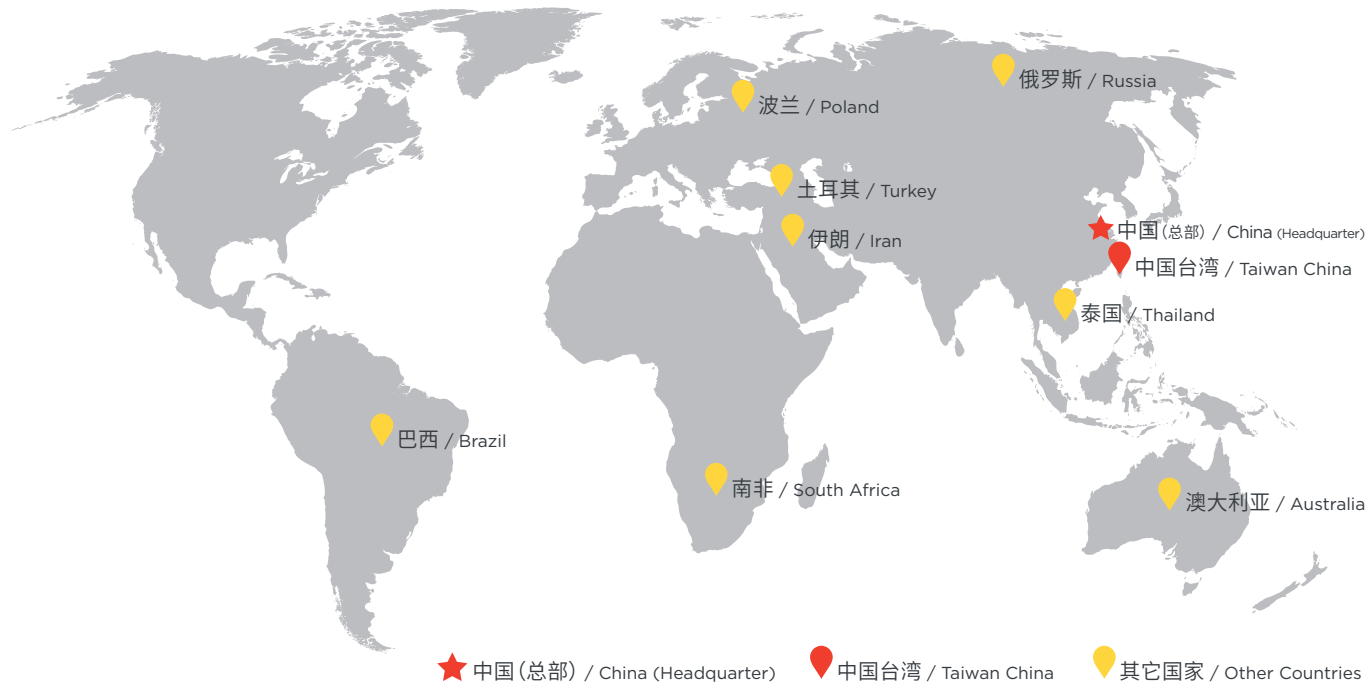 俄罗斯 / Russia
波兰 / Poland
土耳其 / Turkey
中国(总部) / China (Headquarter)
伊朗 / Iran
中国台湾 / Taiwan China
泰国 / Thailand
巴西 / Brazil
南非 / South Africa
澳大利亚 / Australia
中国(总部) / China (Headquarter)
中国台湾 / Taiwan China
其它国家 / Other Countries